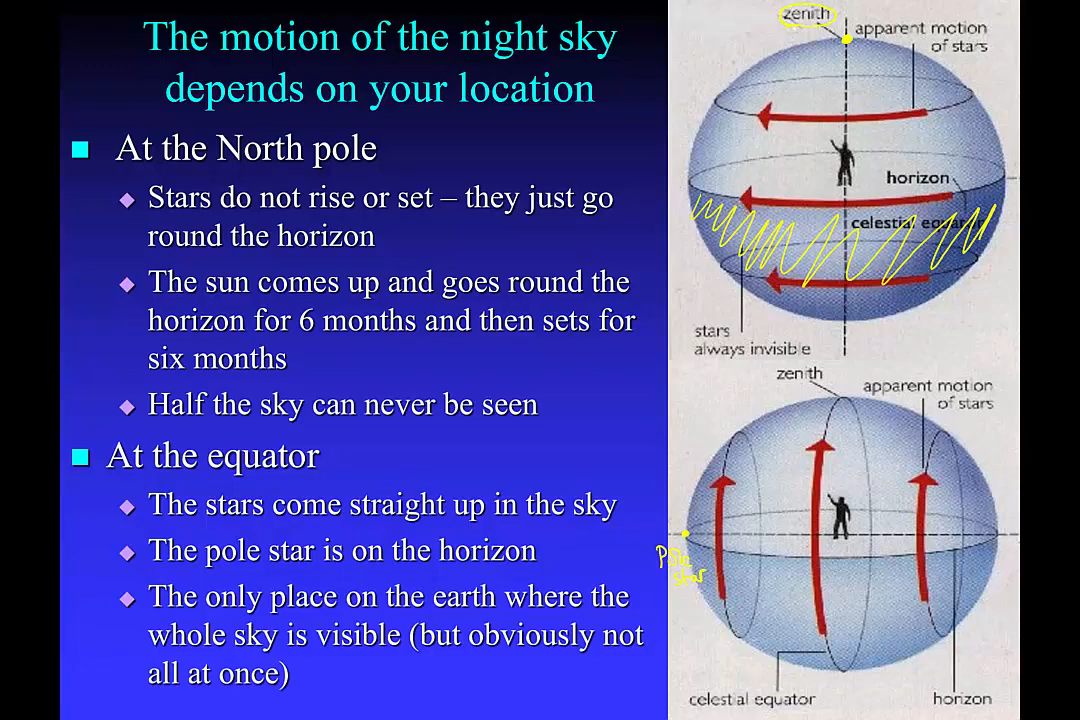 The motion of the night sky
depends on your location
At the North pole
Stars do not rise or set – they just go
round the horizon
The sun comes up and goes round the
horizon for 6 months and then sets for
six months
Half the sky can never be seen
At the equator
The stars come straight up in the sky
The pole star is on the horizon
The only place on the earth where the
whole sky is visible (but obviously not
all at once)
zenith
apparent motion
of stars
horizon
celestial equator
stars
always invisible
zenith
apparent motion
of stars
Pole
star
celestial equator
horizon